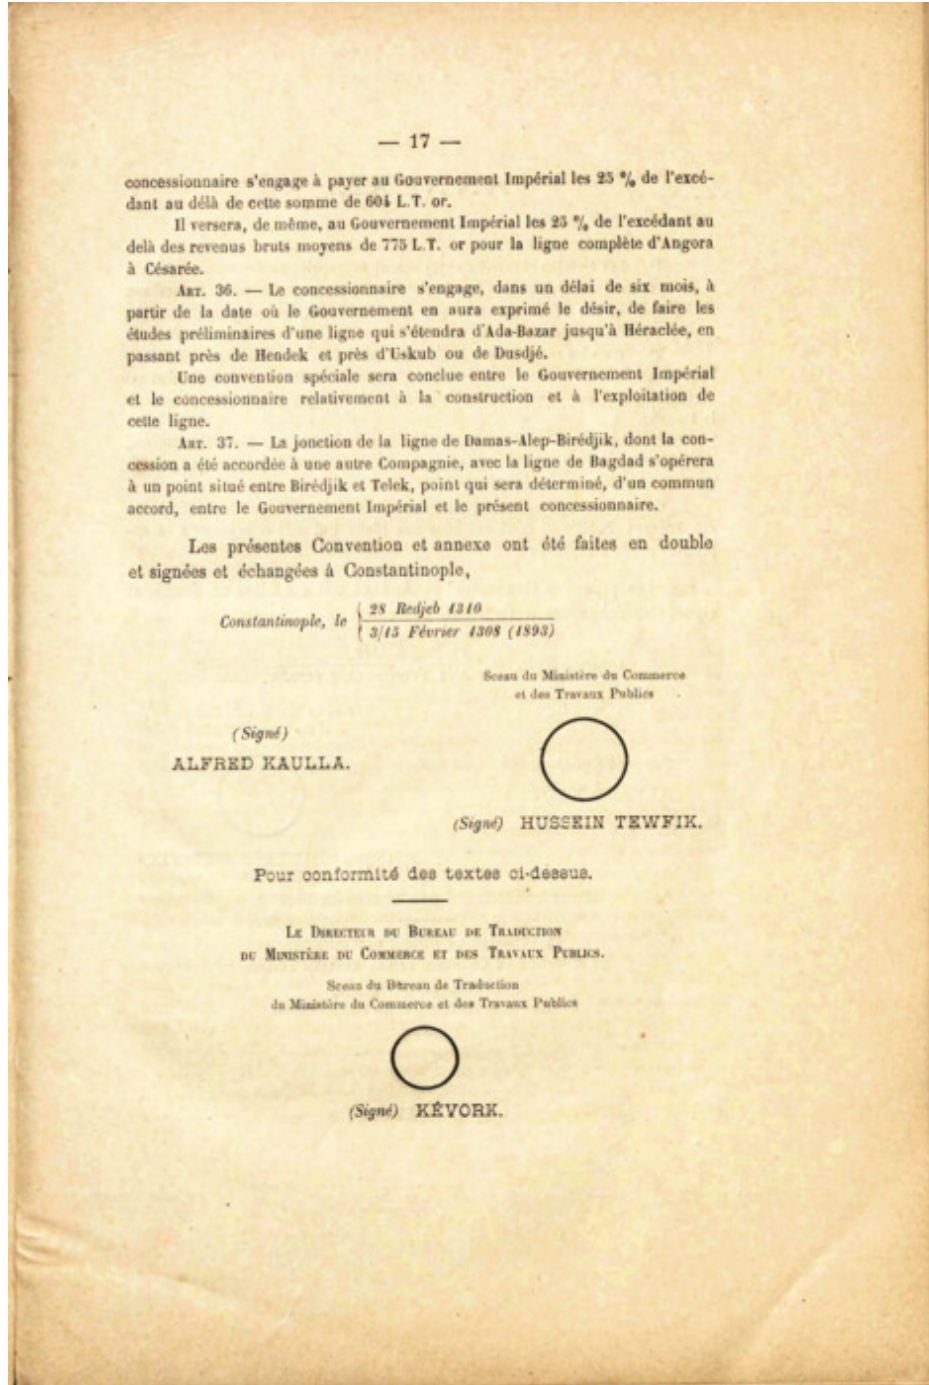 — 17 —
concessionnaire s'engage à payer au Gouvernement Impérial les 25 % de l'excé-
dant au délà de cette somme de 604 L.T. or.
Il versera, de même, au Gouvernement Impérial les 25 % de l'excédant au
delà des revenus bruts moyens de 775 L.T. or pour la ligne complète d'Angora
à Césarée.
ART. 36. — Le concessionnaire s'engage, dans un délai de six mois, à
partir de la date où le Gouvernement en aura exprimé le désir, de faire les
études préliminaires d'une ligne qui s'étendra d'Ada-Bazar jusqu'à Héraclée, en
passant près de Hendek et près d'Uskub ou de Dusdjé.
Une convention spéciale sera conclue entre le Gouvernement Impérial
et le concessionnaire relativement à la construction et à l'exploitation de
cette ligne.
ART. 37. — La jonction de la ligne de Damas-Alep-Birédjik, dont la con-
cession a été accordée à une autre Compagnie, avec la ligne de Bagdad s'opérera
à un point situé entre Birédjik et Telek, point qui sera déterminé, d'un commun
accord, entre le Gouvernement Impérial et le présent concessionnaire.
Les présentes Convention et annexe ont été faites en double
et signées et échangées à Constantinople,
Constantinople, le 28 Redjeb 1310
3/15 Février 1308 (1893)
Sceau du Ministère du Commerce
et des Travaux Publics
(Signé)
ALFRED KAULLA.
(Signé) HUSSEIN TEWFIK.
Pour conformité des textes ci-dessus.
LE DIRECTEUR DU BUREAU DE TRADUCTION
DU MINISTÈRE DU COMMERCE ET DES TRAVAUX PUBLICS.
Sceau du Bureau de Traduction
du Ministère du Commerce et des Travaux Publics
(Signé) KÉVORK.